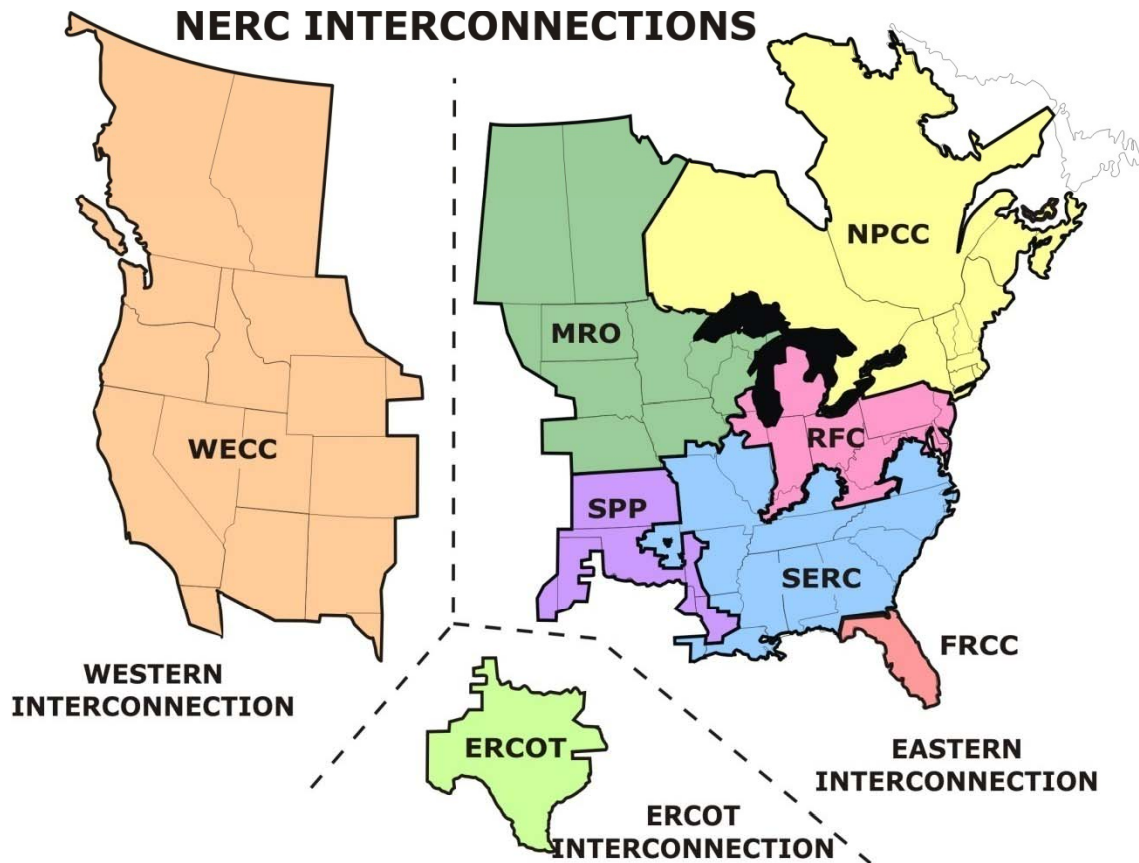 NERC INTERCONNECTIONS
NPCC
MRO
RFC
WECC
SPP
SERC
FRCC
WESTERN
INTERCONNECTION
ERCOT
EASTERN
INTERCONNECTION
ERCOT
INTERCONNECTION